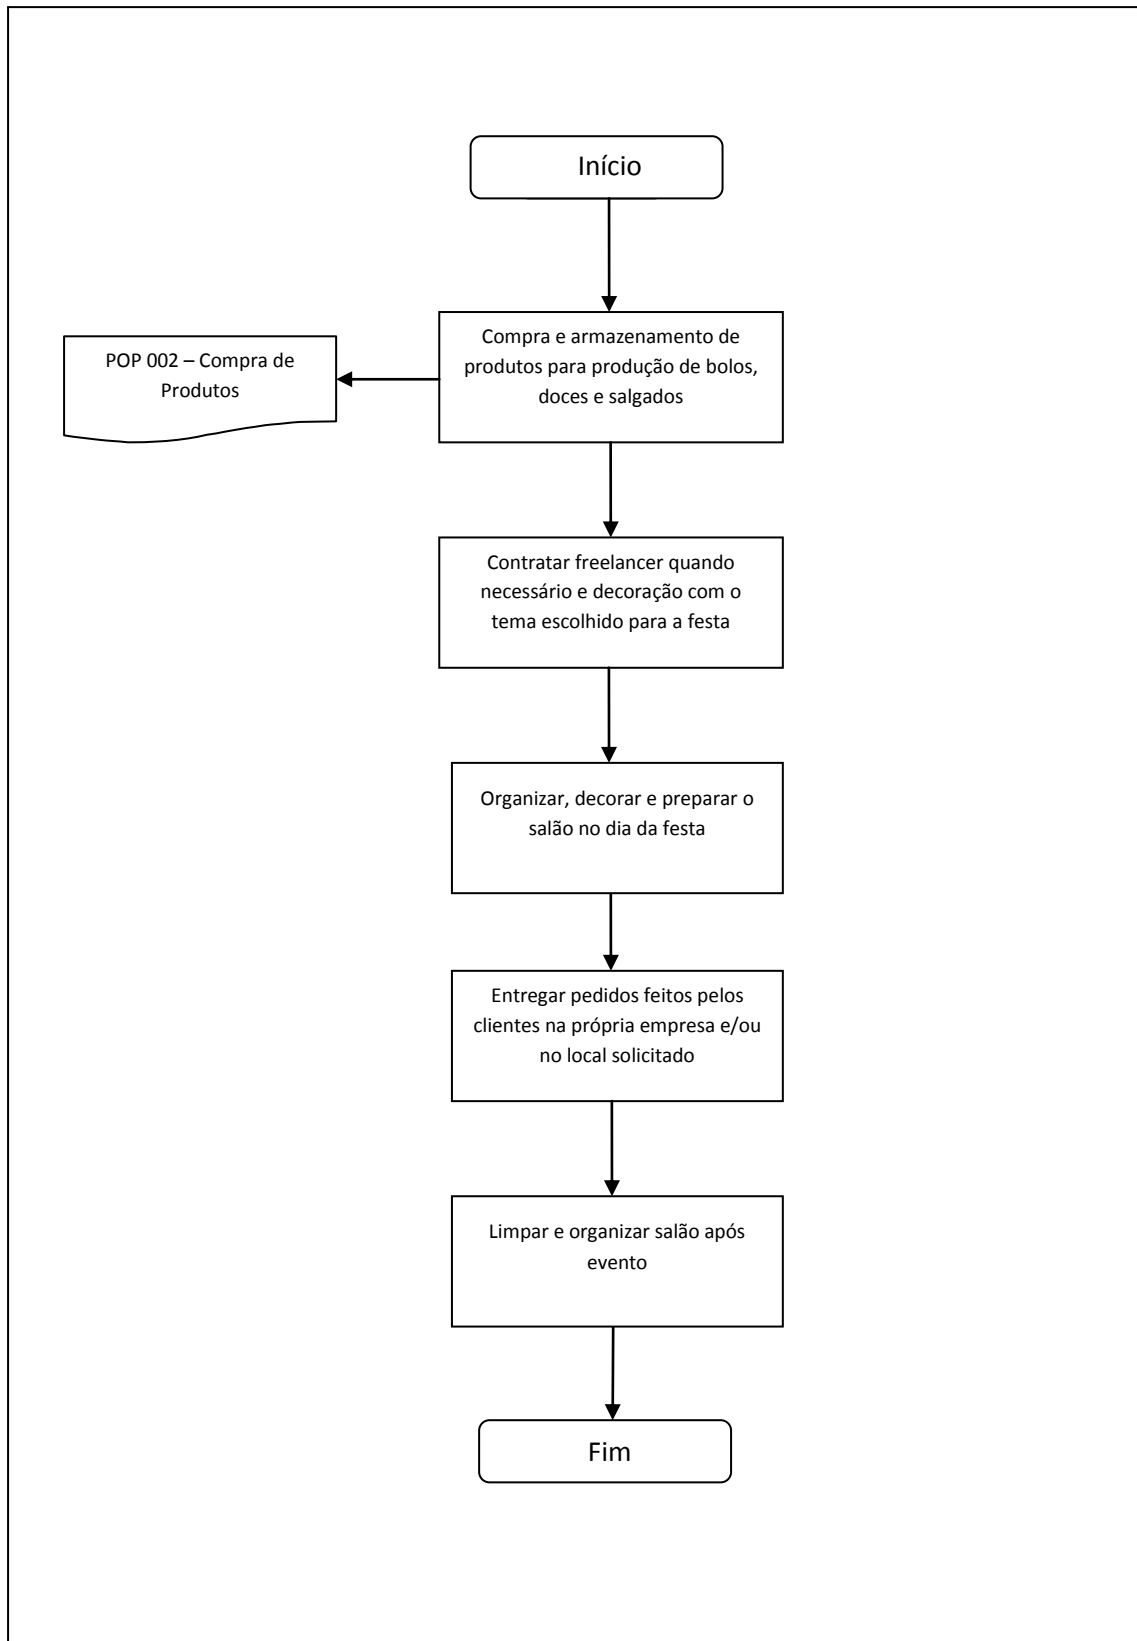 Início
Compra e armazenamento de
produtos para produção de bolos,
doces e salgados
POP 002 – Compra de
Produtos
Contratar freelancer quando
necessário e decoração com o
tema escolhido para a festa
Organizar, decorar e preparar o
salão no dia da festa
Entregar pedidos feitos pelos
clientes na própria empresa e/ou
no local solicitado
Limpar e organizar salão após
evento
Fim